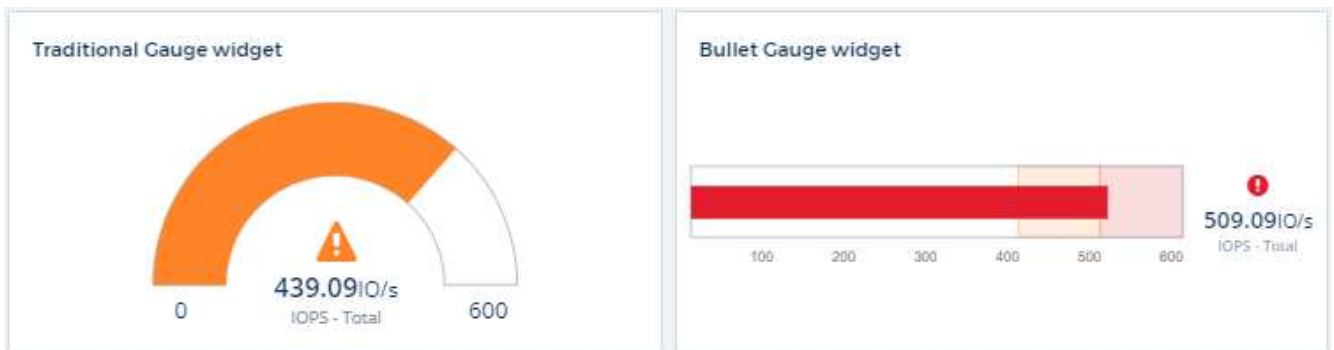 Traditional Gauge widget
439.09IO/s
IOPS - Total
0
600
Bullet Gauge widget
509.09IO/s
IOPS - Total
100 200 300 400 500 600